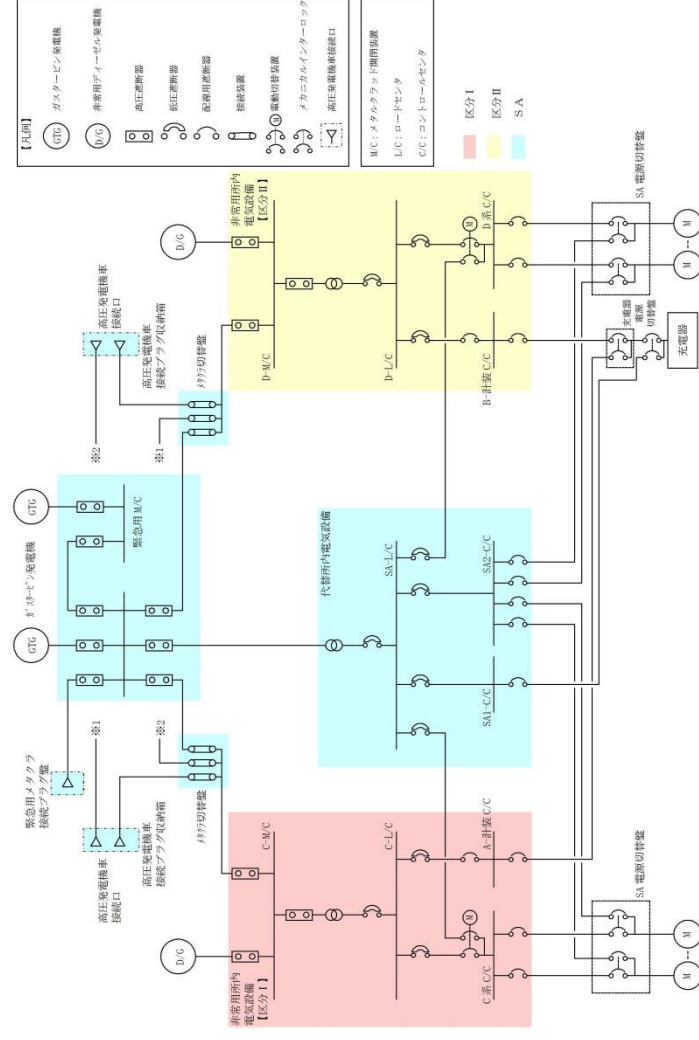 【凡例】
GTG
ガスタービン発電機
D/G
非常用ディーゼル発電機
高圧遮断器
低圧遮断器
配線用遮断器
接続装置
M
電動切替装置
メカニカルインターロック
高圧発電機車接続口
M/C：メタルクラッド開閉装置
L/C：ロードセンタ
C/C：コントロールセンタ
区分Ⅰ
区分Ⅱ
ＳＡ
緊急用メタクラ
接続プラグ盤
ガスタービン発電機
GTG
GTG
緊急用 M/C
高圧発電機車
接続口
高圧発電機車
接続プラグ収納箱
※1
※2
メタクラ切替盤
高圧発電機車
接続口
高圧発電機車
接続プラグ収納箱
※2
※1
メタクラ切替盤
非常用所内
電気設備
【区分Ⅰ】
D/G
C-M/C
C-L/C
M
C系 C/C
A-計装 C/C
代替所内電気設備
SA-L/C
SA1-C/C
SA2-C/C
非常用所内
電気設備
【区分Ⅱ】
D/G
D-M/C
D-L/C
M
B-計装 C/C
D系 C/C
SA 電源切替盤
M
M
充電器
電源
切替盤
充電器
SA 電源切替盤
M
M